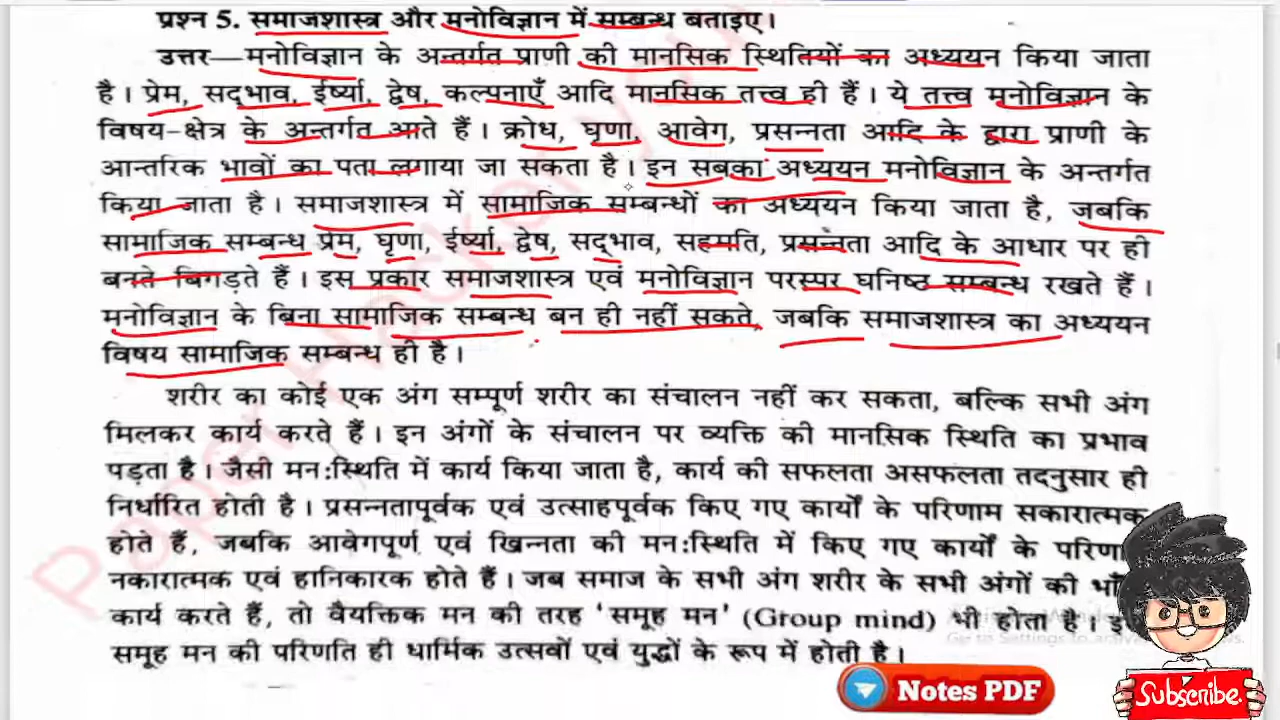 प्रश्न 5. समाजशास्त्र और मनोविज्ञान में सम्बन्ध बताइए।
उत्तर—मनोविज्ञान के अन्तर्गत प्राणी की मानसिक स्थितियों का अध्ययन किया जाता
है। प्रेम, सद्भाव, ईर्ष्या, द्वेष, कल्पनाएँ आदि मानसिक तत्त्व ही हैं। ये तत्त्व मनोविज्ञान के
विषय-क्षेत्र के अन्तर्गत आते हैं। क्रोध, घृणा, आवेग, प्रसन्नता आदि के द्वारा प्राणी के
आन्तरिक भावों का पता लगाया जा सकता है। इन सबका अध्ययन मनोविज्ञान के अन्तर्गत
किया जाता है। समाजशास्त्र में सामाजिक सम्बन्धों का अध्ययन किया जाता है, जबकि
सामाजिक सम्बन्ध प्रेम, घृणा, ईर्ष्या, द्वेष, सद्भाव, सहमति, प्रसन्नता आदि के आधार पर ही
बनते बिगड़ते हैं। इस प्रकार समाजशास्त्र एवं मनोविज्ञान परस्पर घनिष्ठ सम्बन्ध रखते हैं।
मनोविज्ञान के बिना सामाजिक सम्बन्ध बन ही नहीं सकते, जबकि समाजशास्त्र का अध्ययन
विषय सामाजिक सम्बन्ध ही है।
शरीर का कोई एक अंग सम्पूर्ण शरीर का संचालन नहीं कर सकता, बल्कि सभी अंग
मिलकर कार्य करते हैं। इन अंगों के संचालन पर व्यक्ति की मानसिक स्थिति का प्रभाव
पड़ता है। जैसी मन:स्थिति में कार्य किया जाता है, कार्य की सफलता असफलता तदनुसार ही
निर्धारित होती है। प्रसन्नतापूर्वक एवं उत्साहपूर्वक किए गए कार्यों के परिणाम सकारात्मक
होते हैं, जबकि आवेगपूर्ण एवं खिन्नता की मन:स्थिति में किए गए कार्यों के
नकारात्मक एवं हानिकारक होते हैं। जब समाज के सभी अंग शरीर के सभी अंगों की
कार्य करते हैं, तो वैयक्तिक मन की तरह 'समूह मन' (Group mind) भी होता है।
समूह मन की परिणति ही धार्मिक उत्सवों एवं युद्धों के रूप में होती है।
Notes PDF
Subscribe